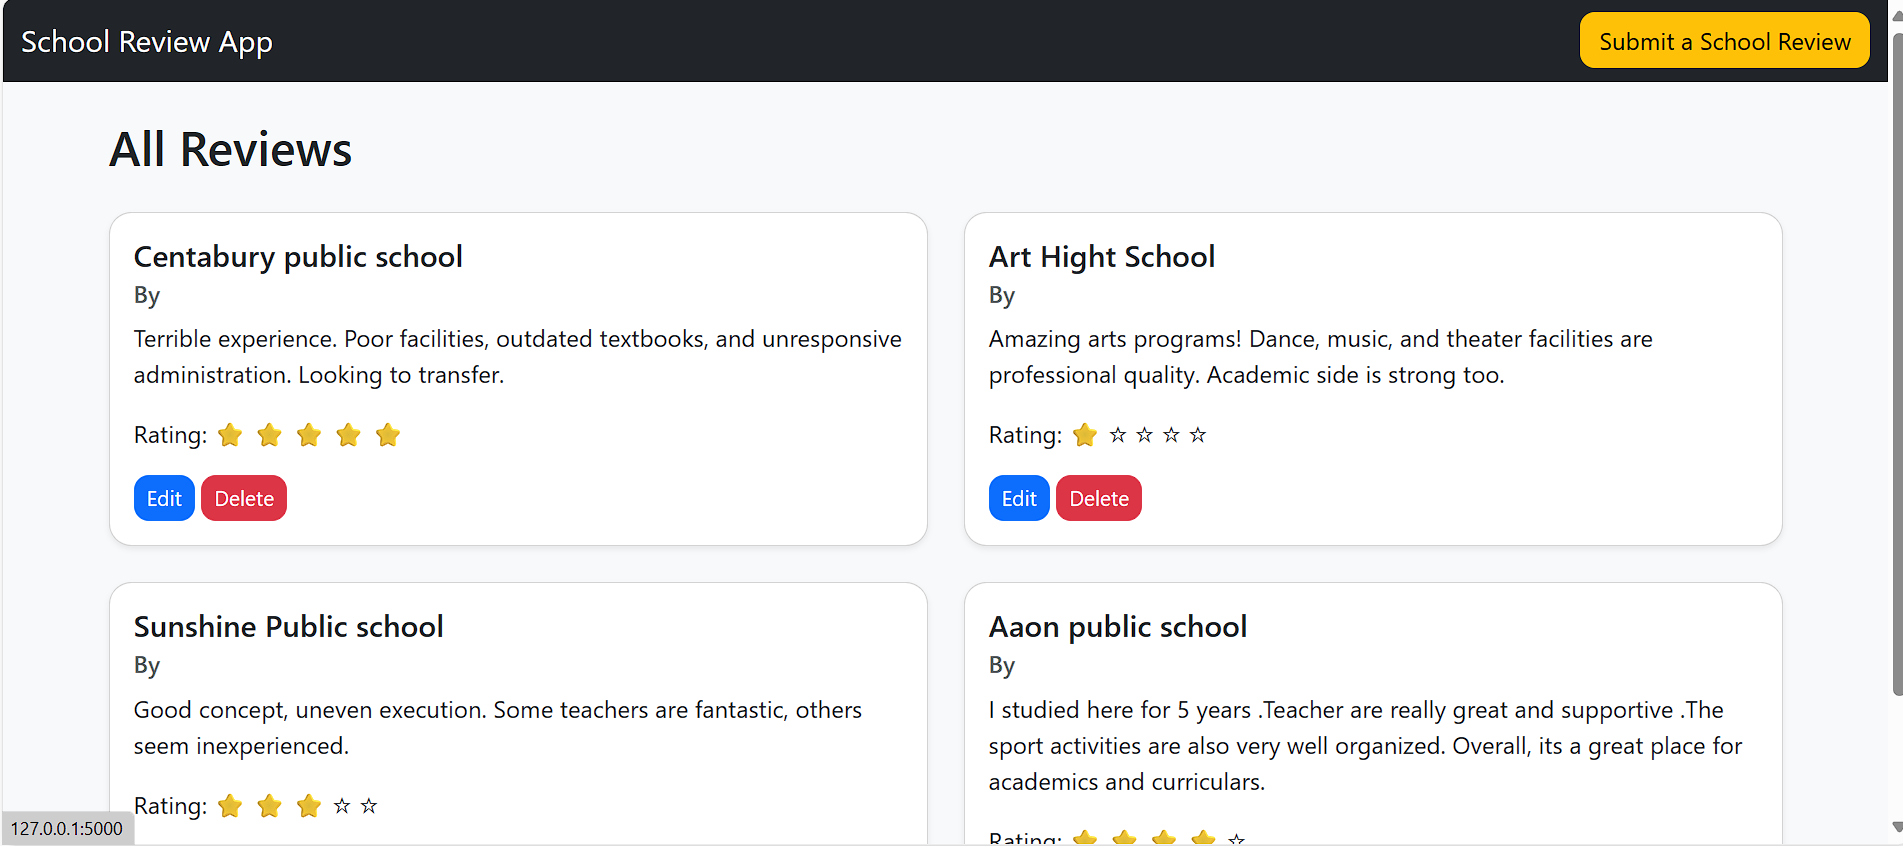 School Review App
Submit a School Review
All Reviews
Centabury public school
By
Terrible experience. Poor facilities, outdated textbooks, and unresponsive
administration. Looking to transfer.
Rating: ⭐ ⭐ ⭐ ⭐ ⭐
Edit Delete
Art Hight School
By
Amazing arts programs! Dance, music, and theater facilities are
professional quality. Academic side is strong too.
Rating: ⭐ ☆ ☆ ☆ ☆
Edit Delete
Sunshine Public school
By
Good concept, uneven execution. Some teachers are fantastic, others
seem inexperienced.
Rating: ⭐ ⭐ ⭐ ☆ ☆
Aaon public school
By
I studied here for 5 years .Teacher are really great and supportive .The
sport activities are also very well organized. Overall, its a great place for
academics and curriculars.
Rating: ⭐ ⭐ ⭐ ⭐ ☆
127.0.0.1:5000